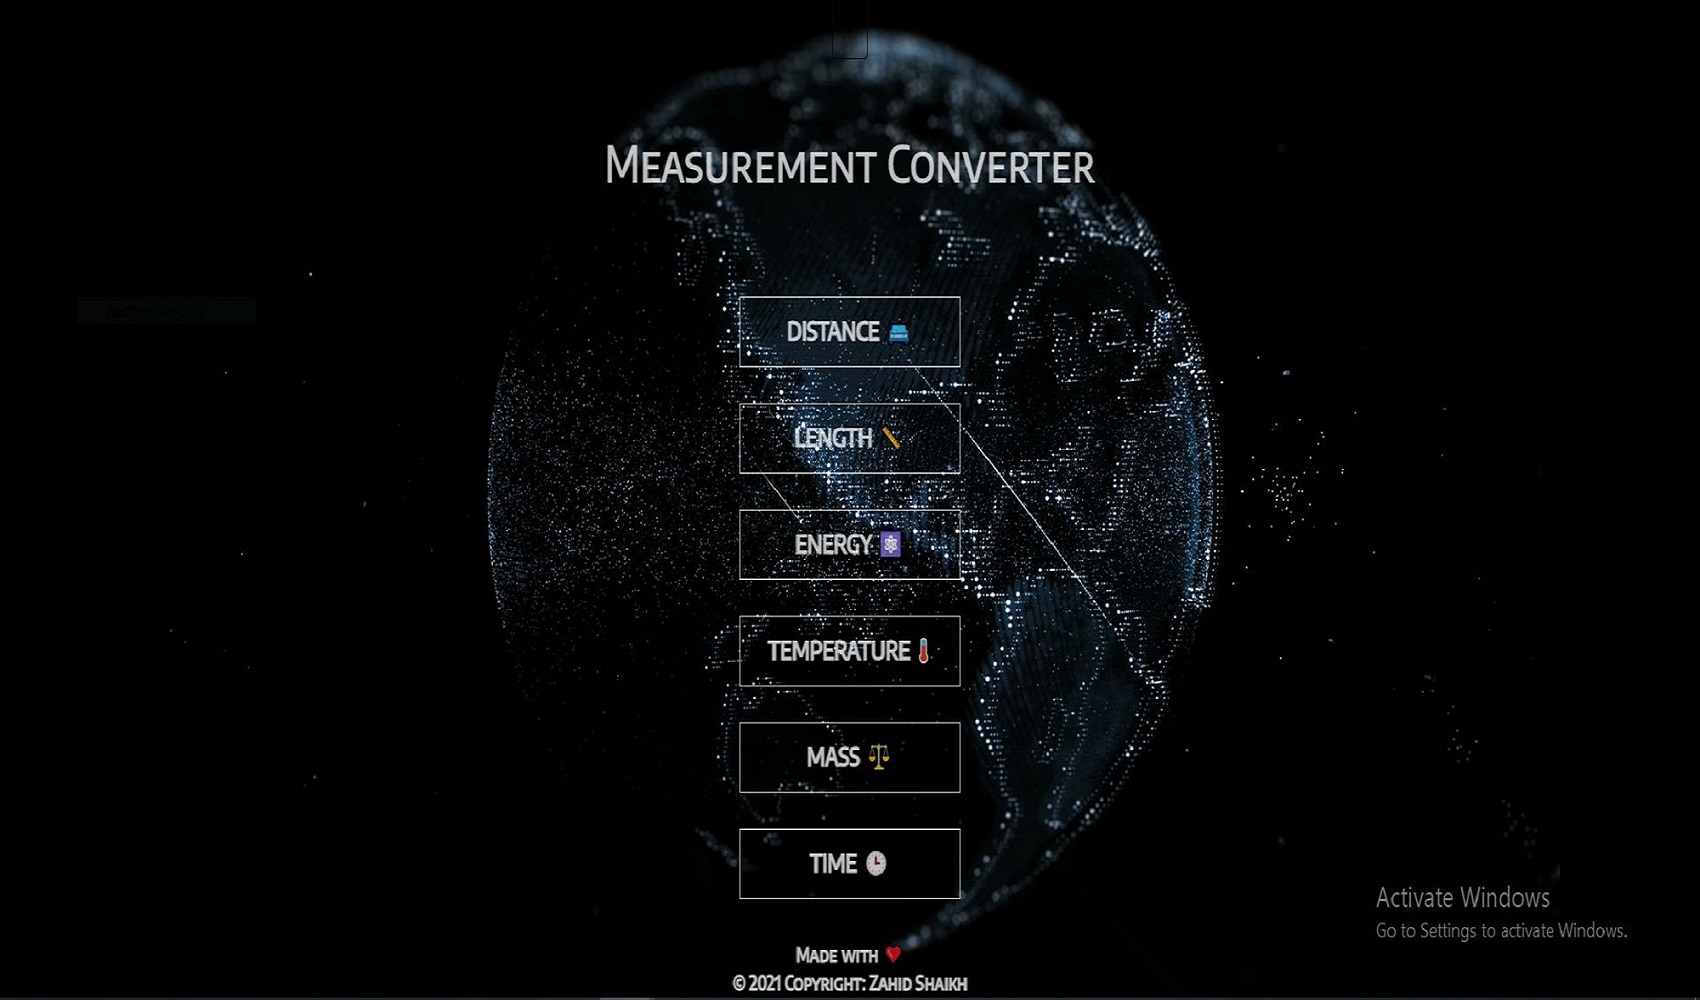 Measurement Converter
DISTANCE
LENGTH
ENERGY
TEMPERATURE
MASS
TIME
Made with
© 2021 Copyright: Zahid Shaikh
Activate Windows
Go to Settings to activate Windows.